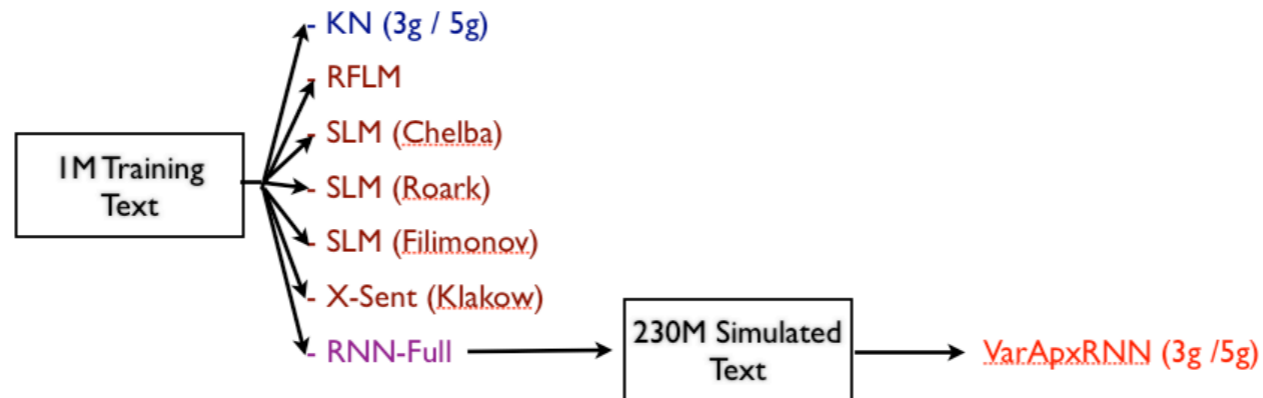 - KN (3g / 5g)
- RFLM
- SLM (Chelba)
1M Training
Text
- SLM (Roark)
- SLM (Filimonov)
- X-Sent (Klakow)
- RNN-Full
230M Simulated
Text
VarApxRNN (3g /5g)